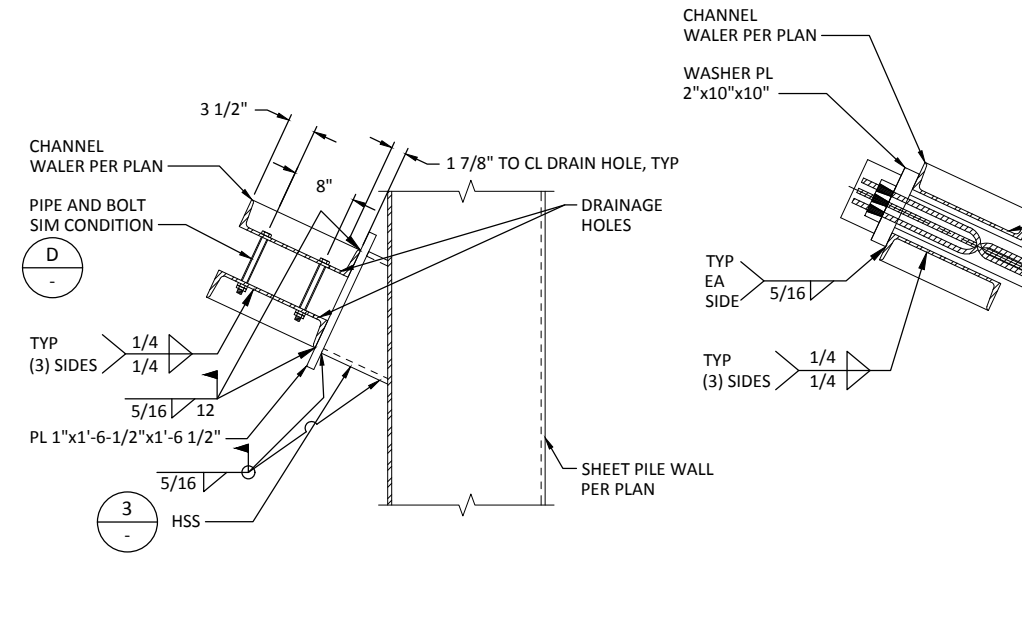 CHANNEL
WALER PER PLAN
WASHER PL
2"x10"x10"
3 1/2"
CHANNEL
WALER PER PLAN
1 7/8" TO CL DRAIN HOLE, TYP
8"
PIPE AND BOLT
SIM CONDITION
DRAINAGE
HOLES
D
-
TYP
EA
SIDE
5/16
TYP
(3) SIDES
1/4
1/4
TYP
(3) SIDES
1/4
1/4
5/16
12
PL 1"x1'-6-1/2"x1'-6 1/2"
5/16
SHEET PILE WALL
PER PLAN
3
-
HSS